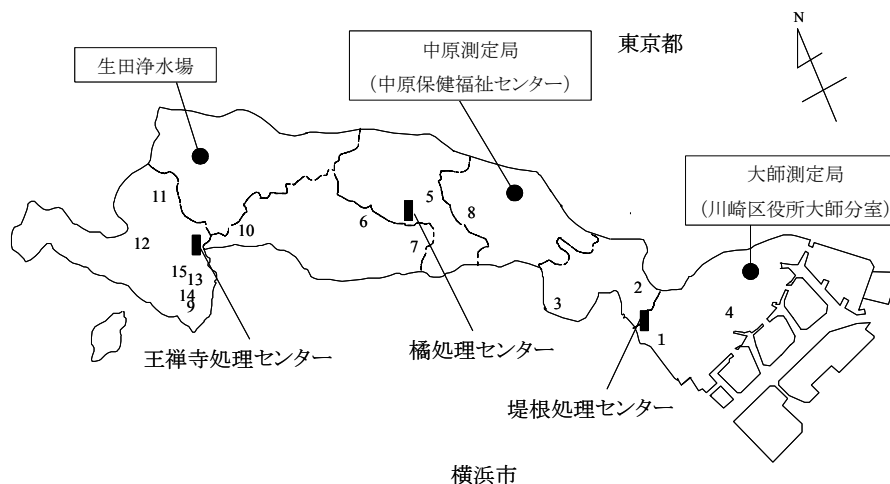 N
東京都
中原測定局
（中原保健福祉センター）
生田浄水場
大師測定局
（川崎区役所大師分室）
11
5
8
6
10
12
7
15
13
14
9
2
3
4
1
王禅寺処理センター
橘処理センター
堤根処理センター
横浜市